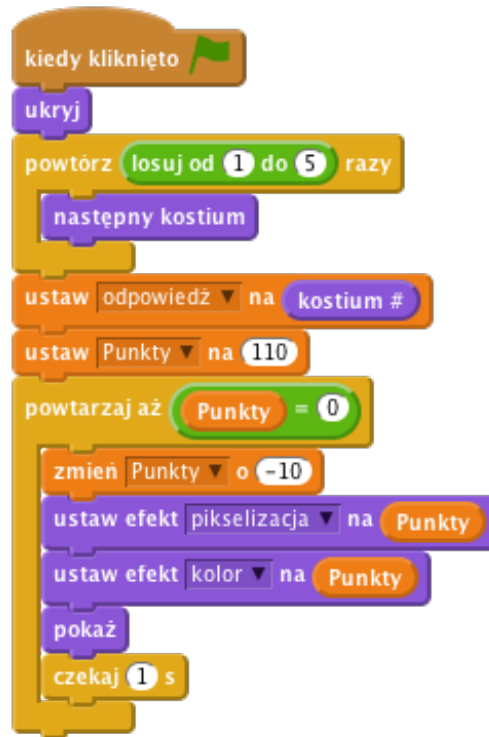 kiedy kliknięto
ukryj
powtórz losuj od 1 do 5 razy
następny kostium
ustaw odpowiedź na kostium #
ustaw Punkty na 110
powtarzaj aż Punkty = 0
zmień Punkty o -10
ustaw efekt pikselizacja na Punkty
ustaw efekt kolor na Punkty
pokaż
czekaj 1 s